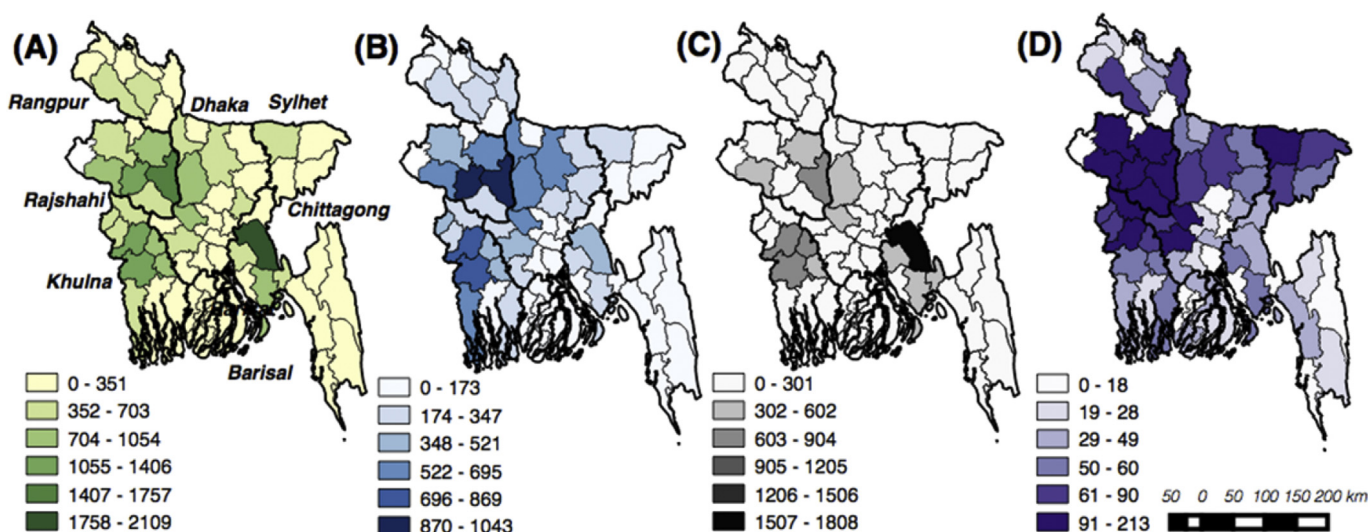 (A) (B) (C) (D)
Rangpur Dhaka Sylhet
Rajshahi Chittagong
Khulna
Barisal
0 - 351
352 - 703
704 - 1054
1055 - 1406
1407 - 1757
1758 - 2109
0 - 173
174 - 347
348 - 521
522 - 695
696 - 869
870 - 1043
0 - 301
302 - 602
603 - 904
905 - 1205
1206 - 1506
1507 - 1808
0 - 18
19 - 28
29 - 49
50 - 60
61 - 90
91 - 213
50 0 50 100 150 200 km